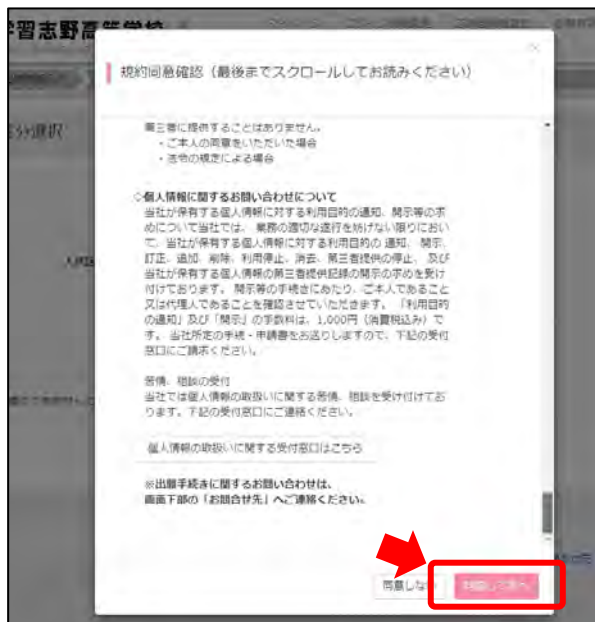 習志野高等学校
規約同意確認（最後までスクロールしてお読みください）
第三者に提供することはありません。
・ご本人の同意をいただいた場合
・法令の規定による場合
◇個人情報に関するお問い合わせについて
当社が保有する個人情報に対する利用目的の通知、開示等の求
めについて当社では、 業務の適切な遂行を妨げない限りにおい
て、当社が保有する個人情報に対する利用目的の 通知、 開示、
訂正、追加、削除、利用停止、消去、第三者提供の停止、 及び
当社が保有する個人情報の第三者提供記録の開示の求めを受け
付けております。 開示等の手続きにあたり、ご本人であること
又は代理人であることを確認させていただきます。 「利用目的
の通知」及び「開示」の手数料は、1,000円（消費税込み）で
す。 当社所定の手続・申請書をお送りしますので、下記の受付
窓口にご請求ください。
苦情、相談の受付
当社では個人情報の取扱いに関する苦情、相談を受け付けてお
ります。下記の受付窓口にご連絡ください。
個人情報の取扱いに関する受付窓口はこちら
※出願手続きに関するお問い合わせは、
画面下部の「お問合せ先」へご連絡ください。
同意しない